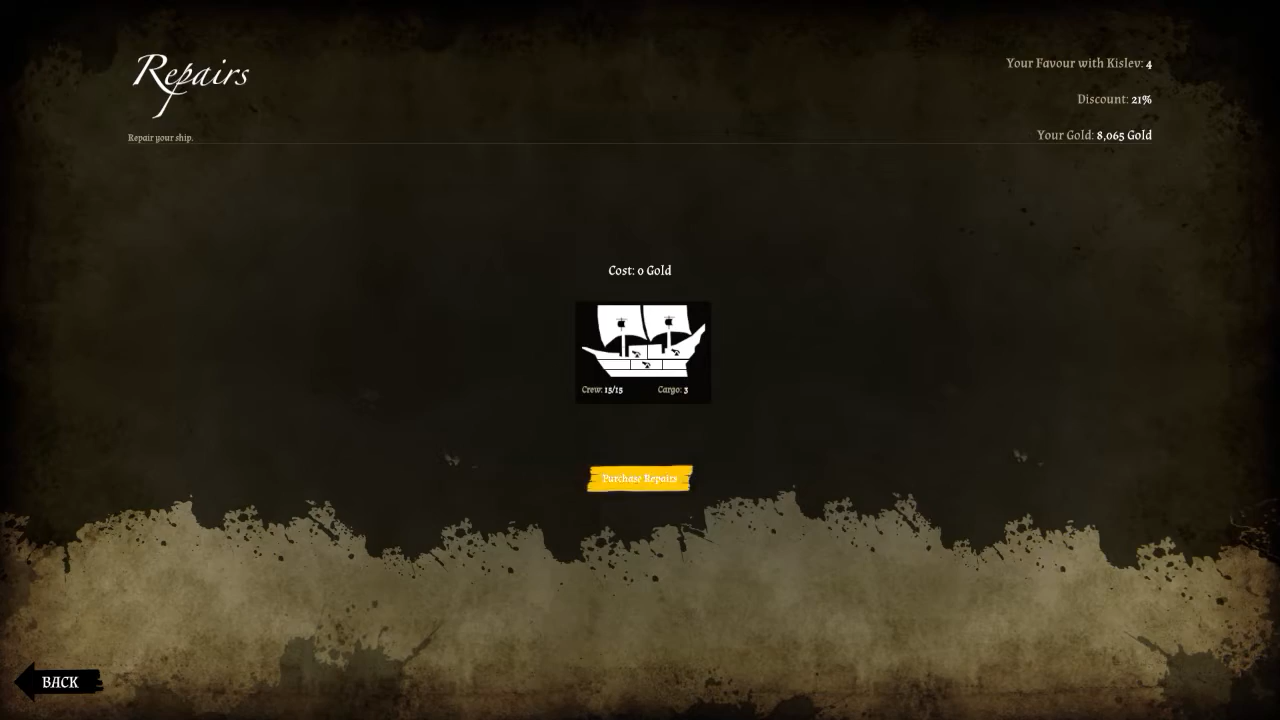 Repairs
Repair your ship.
Your Favour with Kislev: 4
Discount: 21%
Your Gold: 8,065 Gold
Cost: 0 Gold
Crew: 15/15 Cargo: 3
Purchase Repairs
BACK